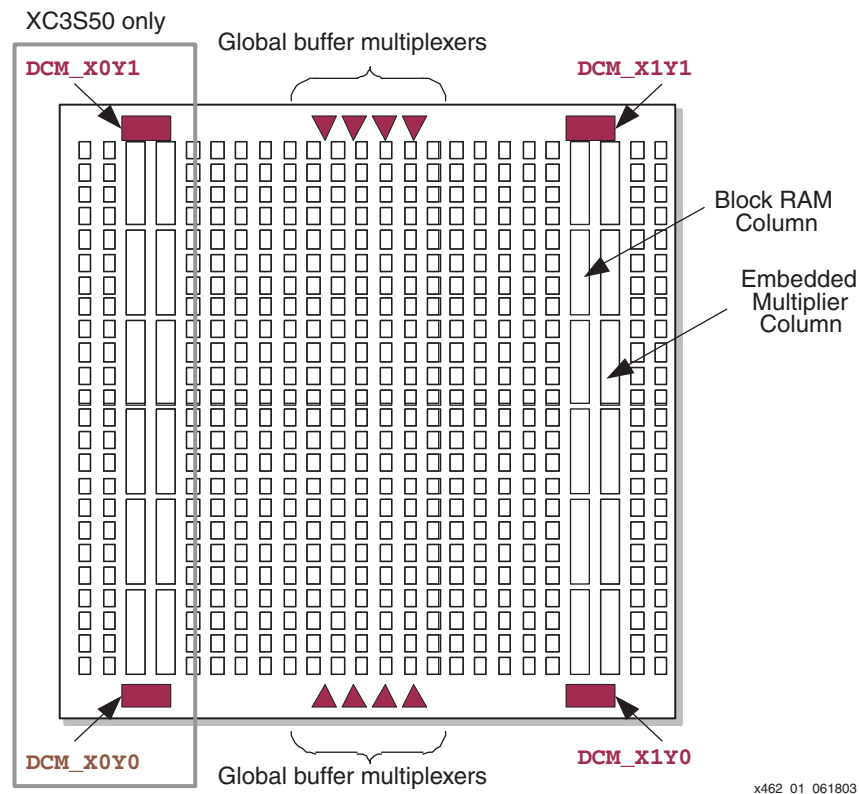 XC3S50 only
Global buffer multiplexers
DCM_X0Y1
DCM_X1Y1
Block RAM
Column
Embedded
Multiplier
Column
DCM_X0Y0
DCM_X1Y0
Global buffer multiplexers
x462_01_061803